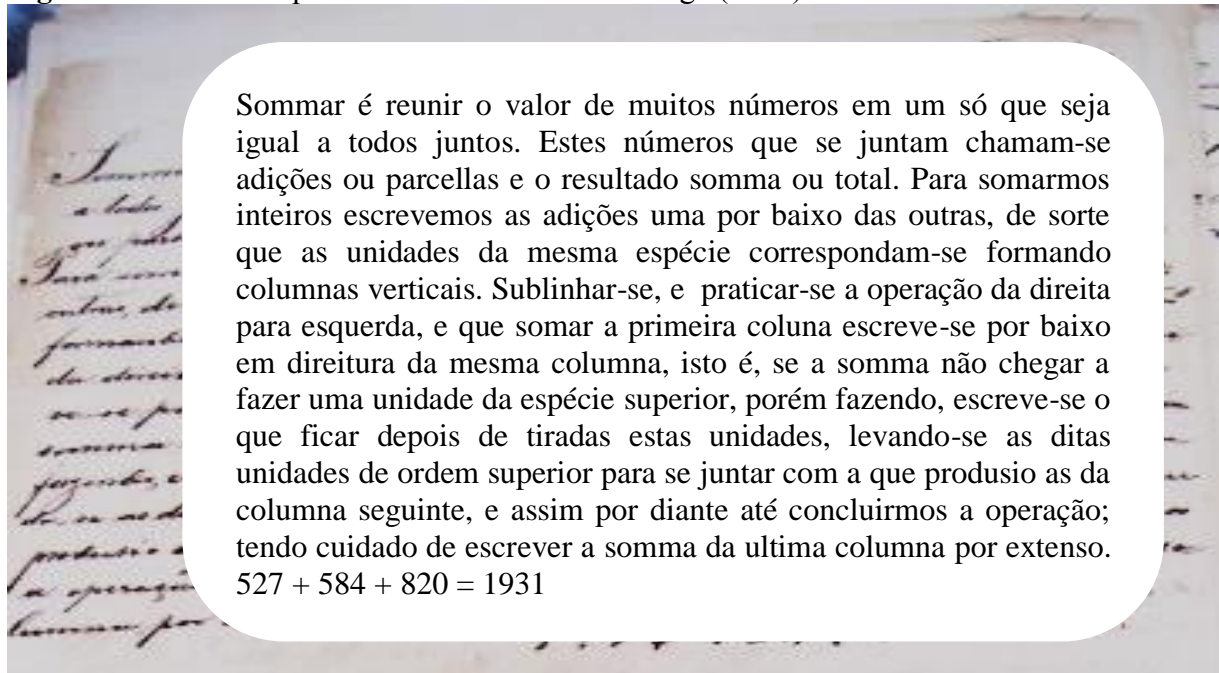 Sommar é reunir o valor de muitos números em um só que seja
igual a todos juntos. Estes números que se juntam chamam-se
adições ou parcellas e o resultado somma ou total. Para somarmos
inteiros escrevemos as adições uma por baixo das outras, de sorte
que as unidades da mesma espécie correspondam-se formando
columnas verticais. Sublinhar-se, e praticar-se a operação da direita
para esquerda, e que somar a primeira coluna escreve-se por baixo
em direitura da mesma columna, isto é, se a somma não chegar a
fazer uma unidade da espécie superior, porém fazendo, escreve-se o
que ficar depois de tiradas estas unidades, levando-se as ditas
unidades de ordem superior para se juntar com a que produsio as da
columna seguinte, e assim por diante até concluirmos a operação;
tendo cuidado de escrever a somma da ultima columna por extenso.
527 + 584 + 820 = 1931